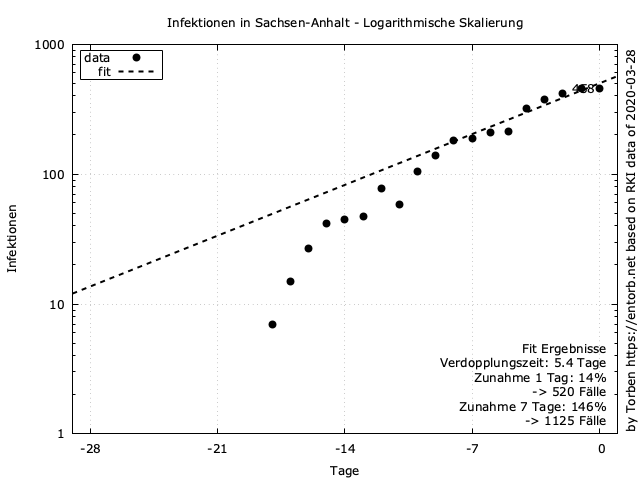 Infektionen in Sachsen-Anhalt - Logarithmische Skalierung
1000
100
10
1
Infektionen
data
fit
458
Fit Ergebnisse
Verdopplungszeit: 5.4 Tage
Zunahme 1 Tag: 14%
-> 520 Fälle
Zunahme 7 Tage: 146%
-> 1125 Fälle
-28 -21 -14 -7 0
Tage
by Torben https://entorb.net based on RKI data of 2020-03-28